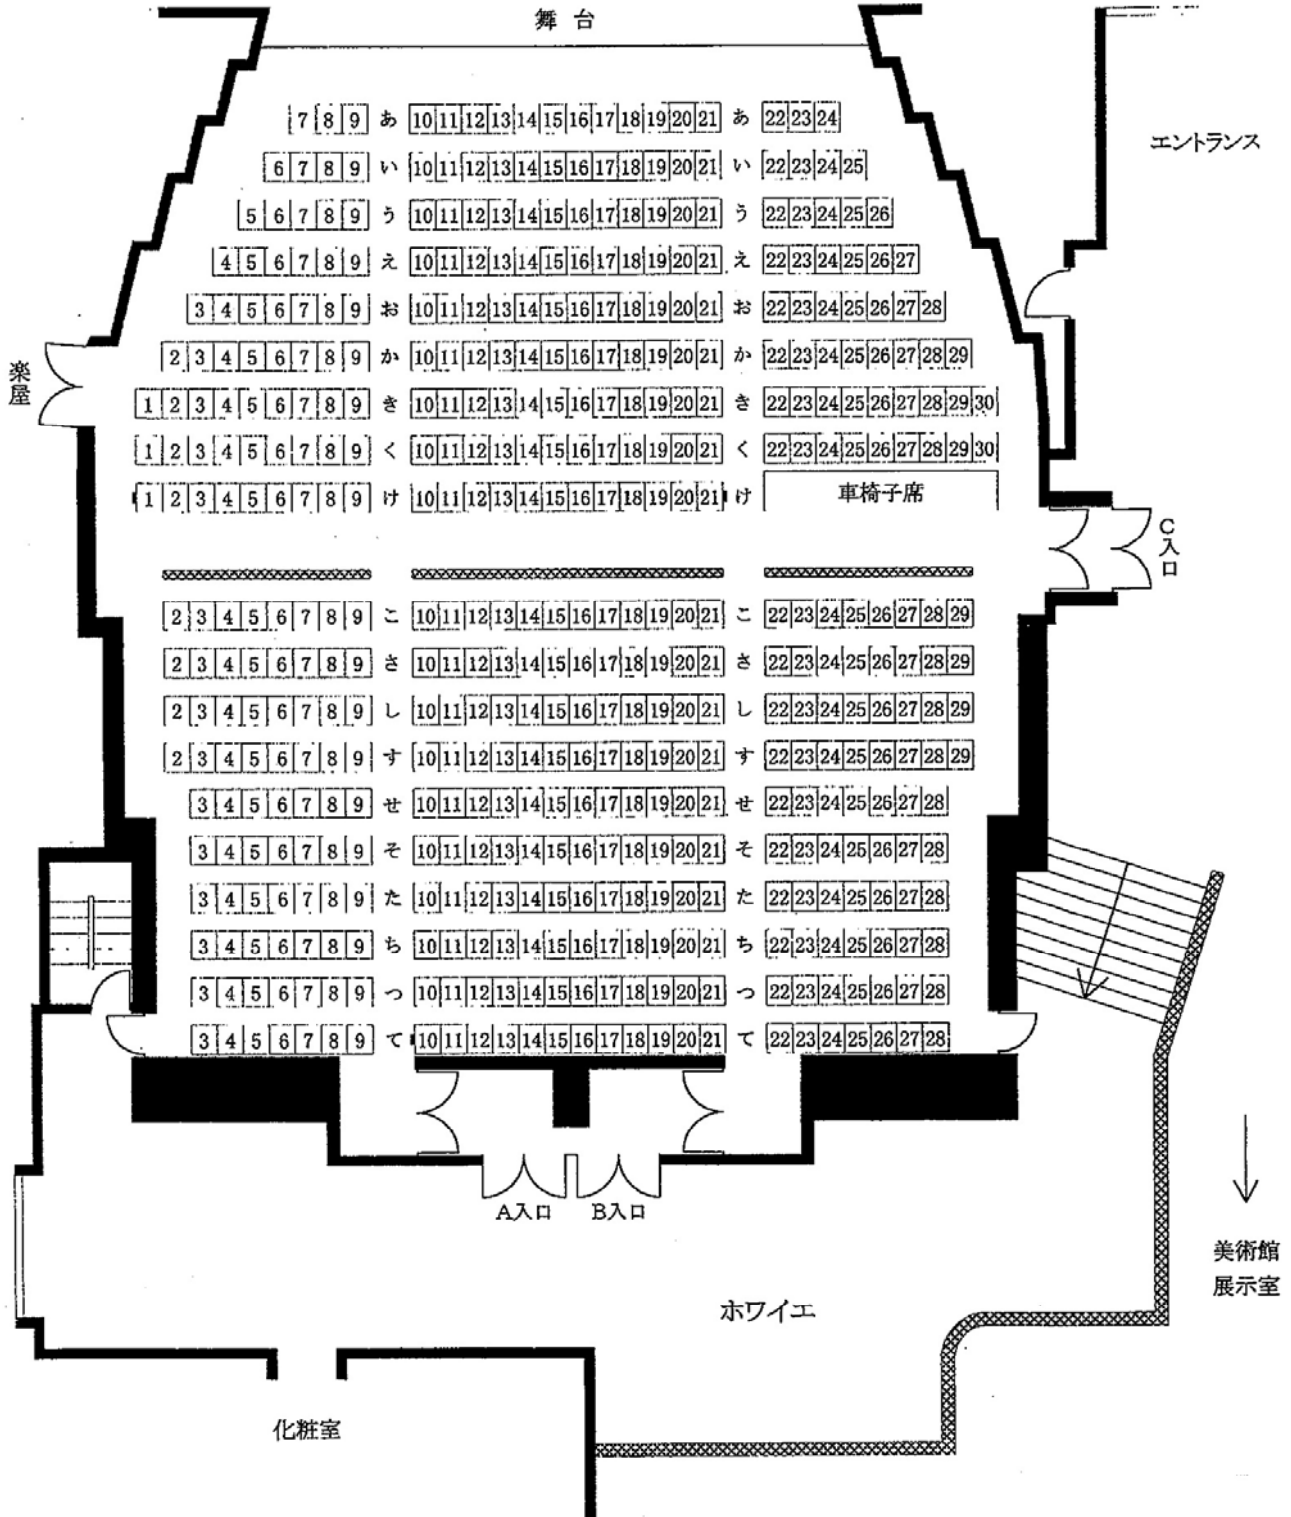 舞台
エントランス
7 8 9 あ 10 11 12 13 14 15 16 17 18 19 20 21 あ 22 23 24
6 7 8 9 い 10 11 12 13 14 15 16 17 18 19 20 21 い 22 23 24 25
5 6 7 8 9 う 10 11 12 13 14 15 16 17 18 19 20 21 う 22 23 24 25 26
4 5 6 7 8 9 え 10 11 12 13 14 15 16 17 18 19 20 21 え 22 23 24 25 26 27
3 4 5 6 7 8 9 お 10 11 12 13 14 15 16 17 18 19 20 21 お 22 23 24 25 26 27 28
2 3 4 5 6 7 8 9 か 10 11 12 13 14 15 16 17 18 19 20 21 か 22 23 24 25 26 27 28 29
楽屋
1 2 3 4 5 6 7 8 9 き 10 11 12 13 14 15 16 17 18 19 20 21 き 22 23 24 25 26 27 28 29 30
1 2 3 4 5 6 7 8 9 く 10 11 12 13 14 15 16 17 18 19 20 21 く 22 23 24 25 26 27 28 29 30
1 2 3 4 5 6 7 8 9 け 10 11 12 13 14 15 16 17 18 19 20 21 け 車椅子席
C入口
2 3 4 5 6 7 8 9 こ 10 11 12 13 14 15 16 17 18 19 20 21 こ 22 23 24 25 26 27 28 29
2 3 4 5 6 7 8 9 さ 10 11 12 13 14 15 16 17 18 19 20 21 さ 22 23 24 25 26 27 28 29
2 3 4 5 6 7 8 9 し 10 11 12 13 14 15 16 17 18 19 20 21 し 22 23 24 25 26 27 28 29
2 3 4 5 6 7 8 9 す 10 11 12 13 14 15 16 17 18 19 20 21 す 22 23 24 25 26 27 28 29
3 4 5 6 7 8 9 せ 10 11 12 13 14 15 16 17 18 19 20 21 せ 22 23 24 25 26 27 28
3 4 5 6 7 8 9 そ 10 11 12 13 14 15 16 17 18 19 20 21 そ 22 23 24 25 26 27 28
3 4 5 6 7 8 9 た 10 11 12 13 14 15 16 17 18 19 20 21 た 22 23 24 25 26 27 28
3 4 5 6 7 8 9 ち 10 11 12 13 14 15 16 17 18 19 20 21 ち 22 23 24 25 26 27 28
3 4 5 6 7 8 9 つ 10 11 12 13 14 15 16 17 18 19 20 21 つ 22 23 24 25 26 27 28
3 4 5 6 7 8 9 て 10 11 12 13 14 15 16 17 18 19 20 21 て 22 23 24 25 26 27 28
A入口 B入口
美術館
展示室
ホワイエ
化粧室